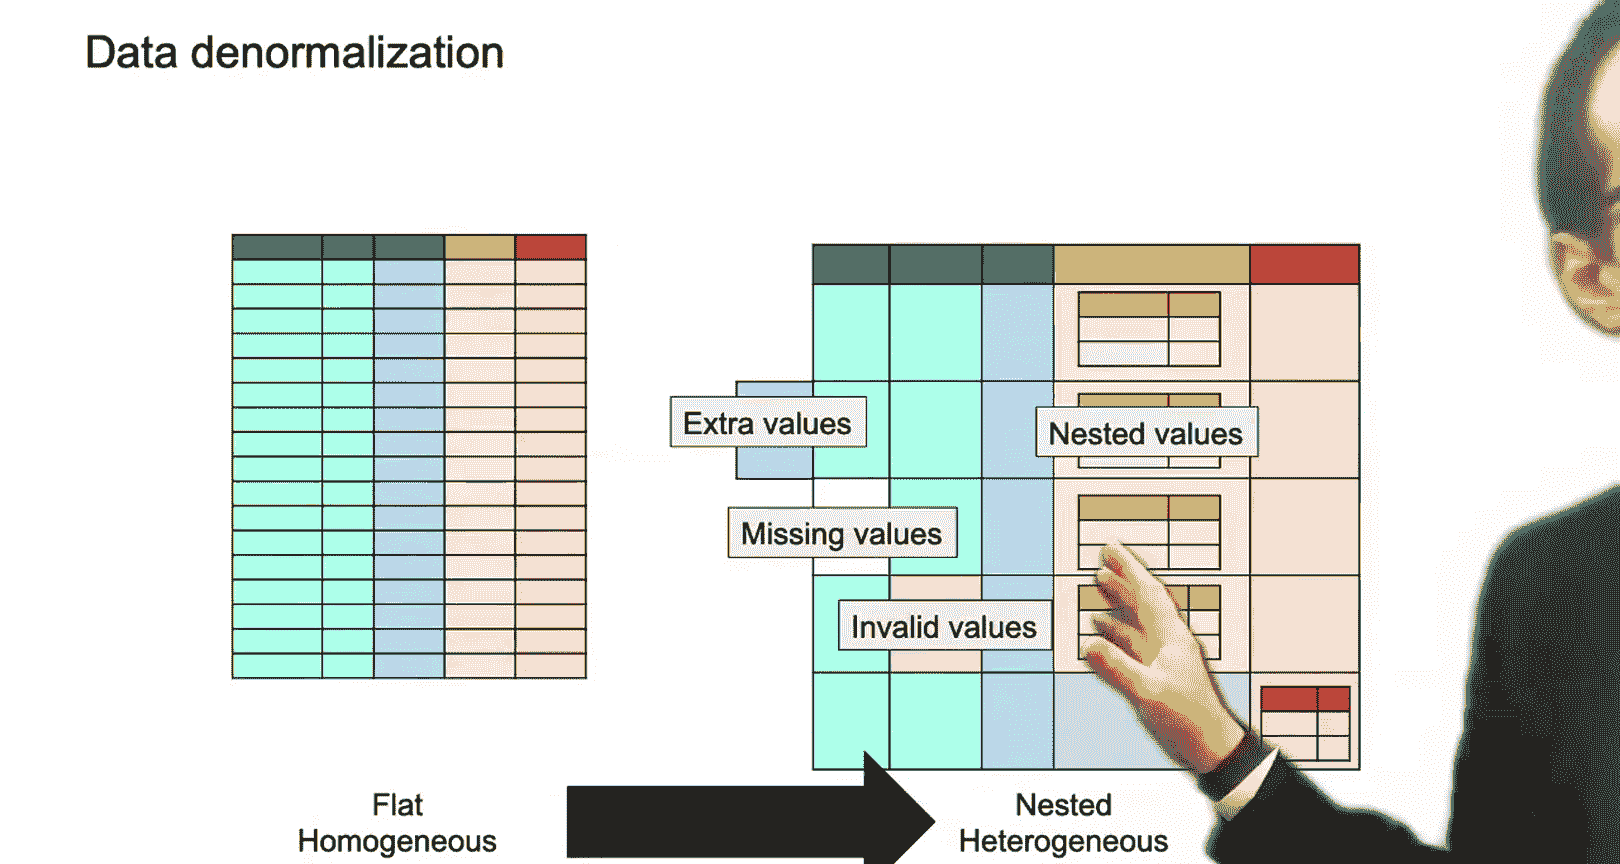 Data denormalization
Extra values
Nested values
Missing values
Invalid values
Flat
Homogeneous
Nested
Heterogeneous